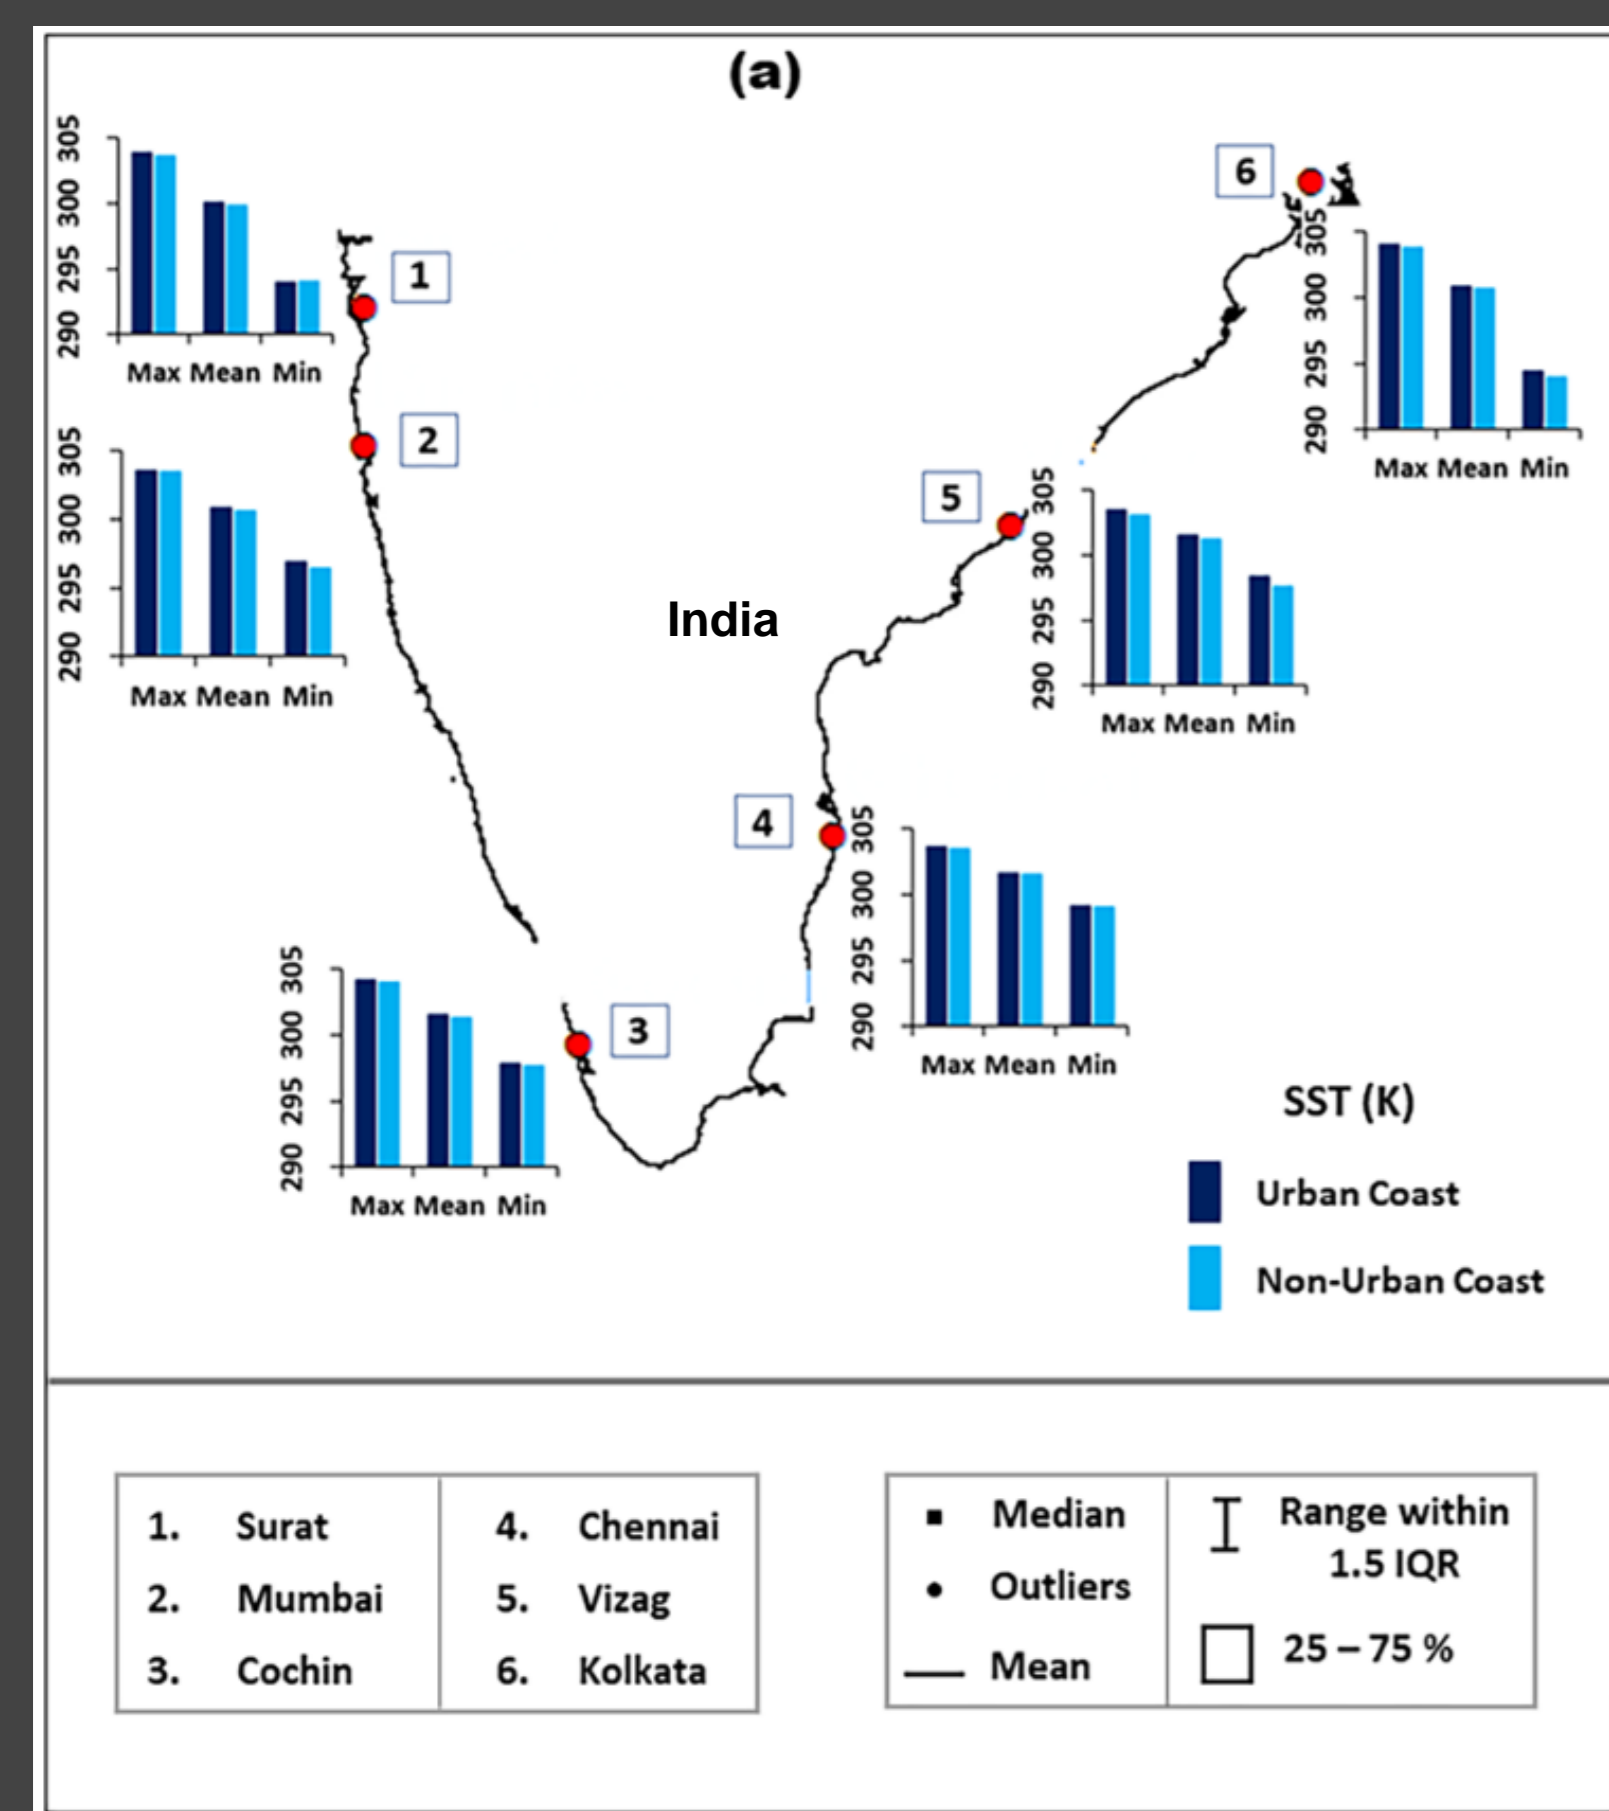 (a)
305
300
295
290
Max Mean Min
1
305
300
295
290
Max Mean Min
2
6
305
300
295
290
Max Mean Min
5
305
300
295
290
Max Mean Min
India
4
305
300
295
290
Max Mean Min
305
300
295
290
Max Mean Min
3
SST (K)
Urban Coast
Non-Urban Coast
1. Surat
2. Mumbai
3. Cochin
4. Chennai
5. Vizag
6. Kolkata
Median
Outliers
Mean
Range within
1.5 IQR
25 – 75 %